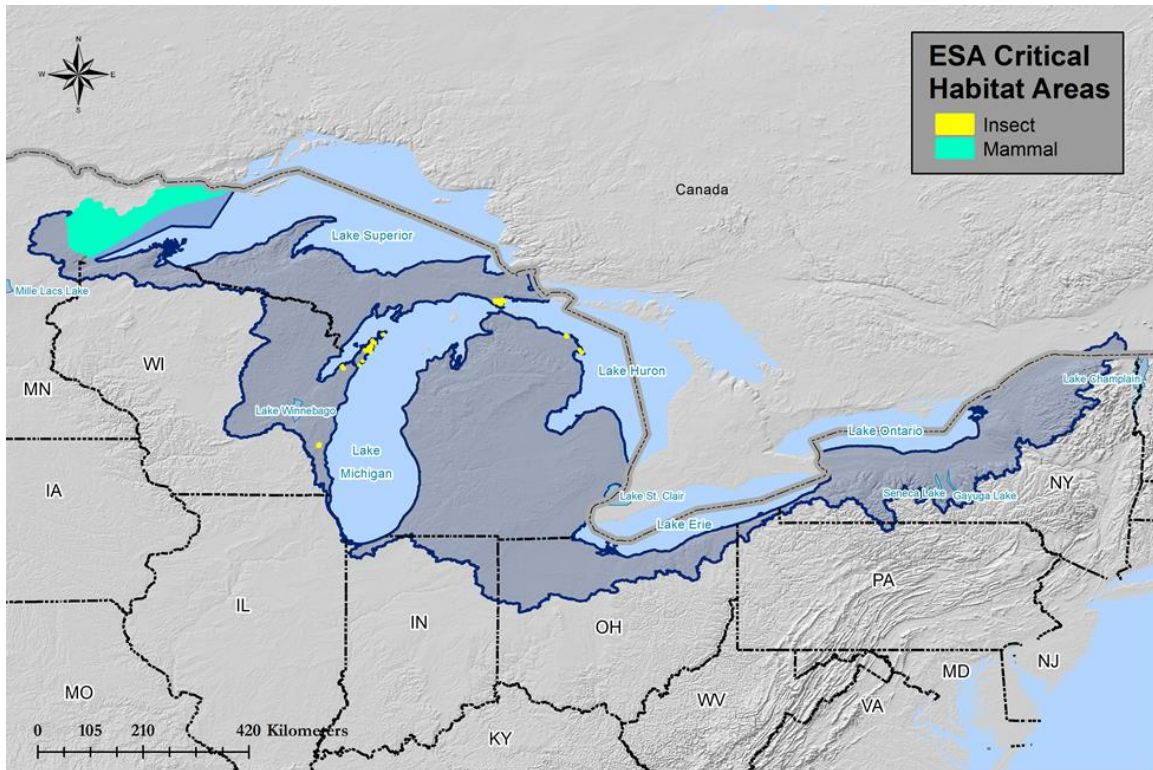 N
W
E
S
ESA Critical
Habitat Areas
Insect
Mammal
Canada
Lake Superior
Mille Lacs Lake
WI
MN
Lake Huron
Lake Champlain
Lake Winnebago
Lake Ontario
Lake
Michigan
IA
Lake St. Clair
Seneca Lake
Gayuga Lake
NY
Lake Erie
PA
IL
IN
OH
NJ
MD
MO
WV
VA
0 105 210 420 Kilometers
KY